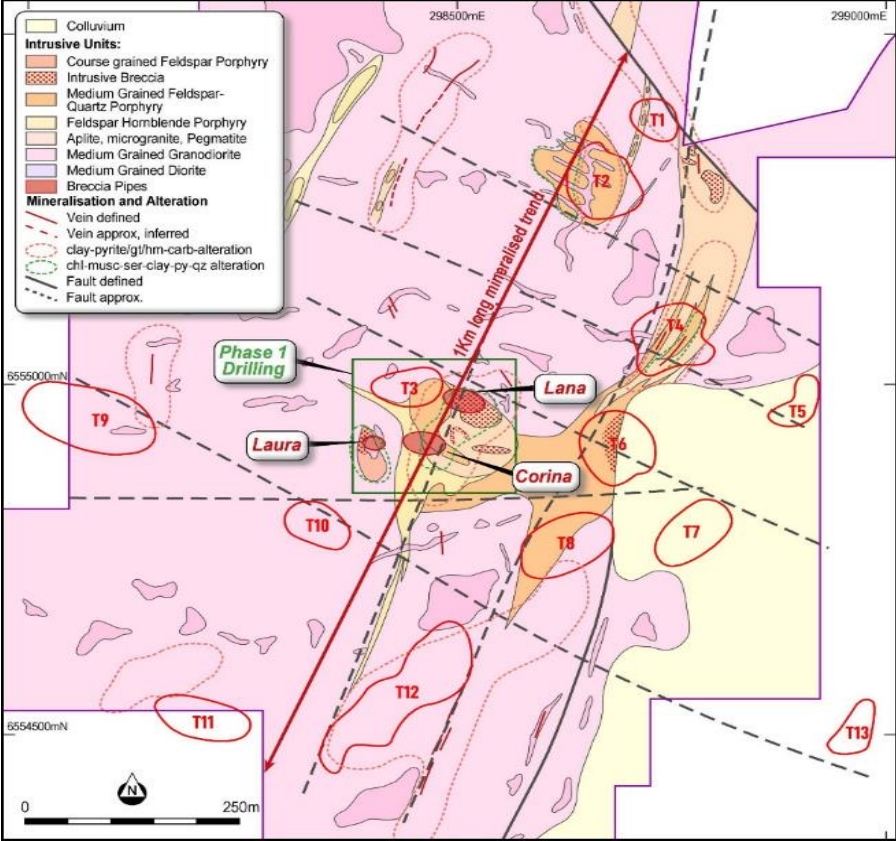 298500mE
299000mE
Colluvium
Intrusive Units:
Course grained Feldspar Porphyry
Intrusive Breccia
Medium Grained Feldspar-
Quartz Porphyry
Feldspar Hornblende Porphyry
Aplite, microgranite, Pegmatite
Medium Grained Granodiorite
Medium Grained Diorite
Breccia Pipes
Mineralisation and Alteration
Vein defined
Vein approx, inferred
clay-pyrite/gt/hm-carb-alteration
chl-musc-ser-clay-py-qz alteration
Fault defined
Fault approx.
T1
T2
1Km long mineralised trend
T4
Phase 1
Drilling
6555000mN
T3
Lana
T5
T9
Laura
T6
Corina
T10
T8
T7
T12
T11
6554500mN
T13
N
0
250m